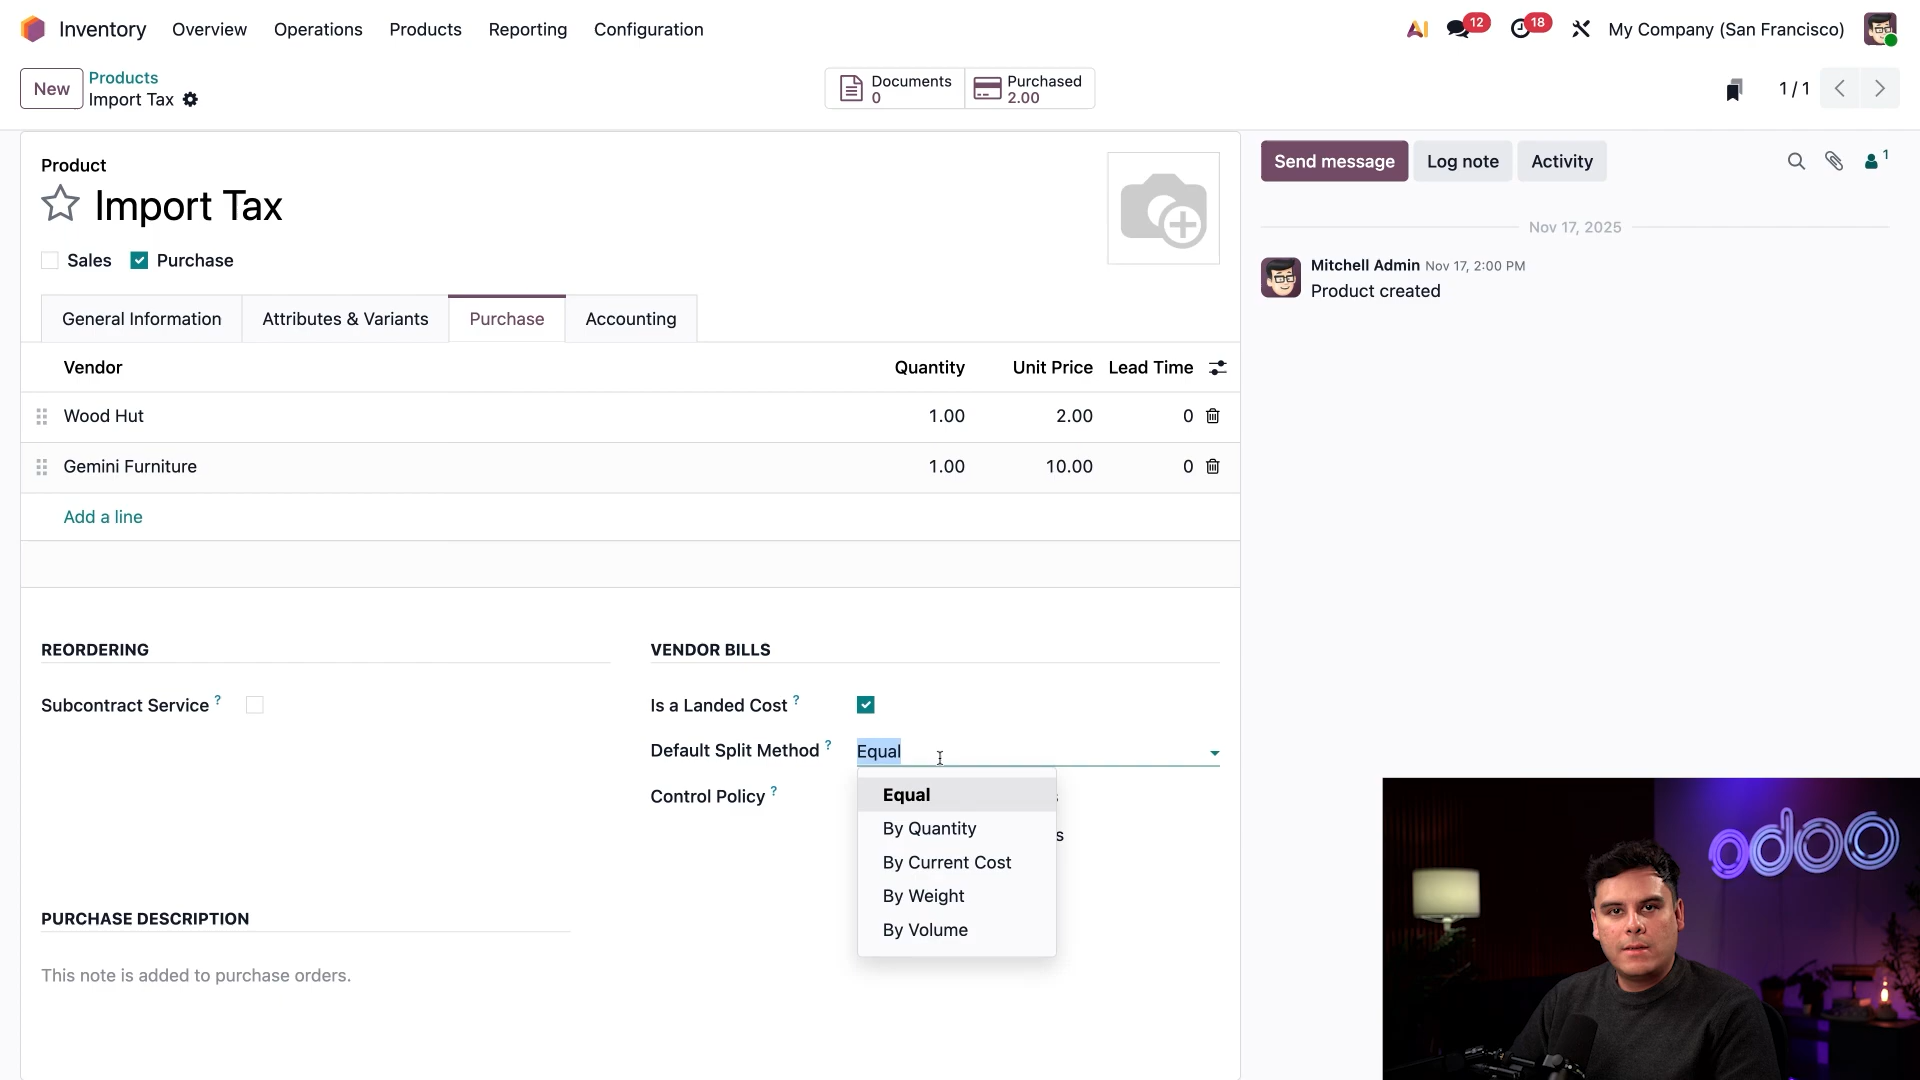 Inventory Overview Operations Products Reporting Configuration
AI 12 18 My Company (San Francisco)
New
Products
Import Tax
Documents
0
Purchased
2.00
1 / 1
Product
Import Tax
Sales Purchase
General Information Attributes & Variants Purchase Accounting
Vendor Quantity Unit Price Lead Time
Wood Hut 1.00 2.00 0
Gemini Furniture 1.00 10.00 0
Add a line
REORDERING
Subcontract Service ?
VENDOR BILLS
Is a Landed Cost ?
Default Split Method ? Equal
Control Policy ?
Equal
By Quantity
By Current Cost
By Weight
By Volume
s
PURCHASE DESCRIPTION
This note is added to purchase orders.
Send message Log note Activity 1
Nov 17, 2025
Mitchell Admin Nov 17, 2:00 PM
Product created
odoo